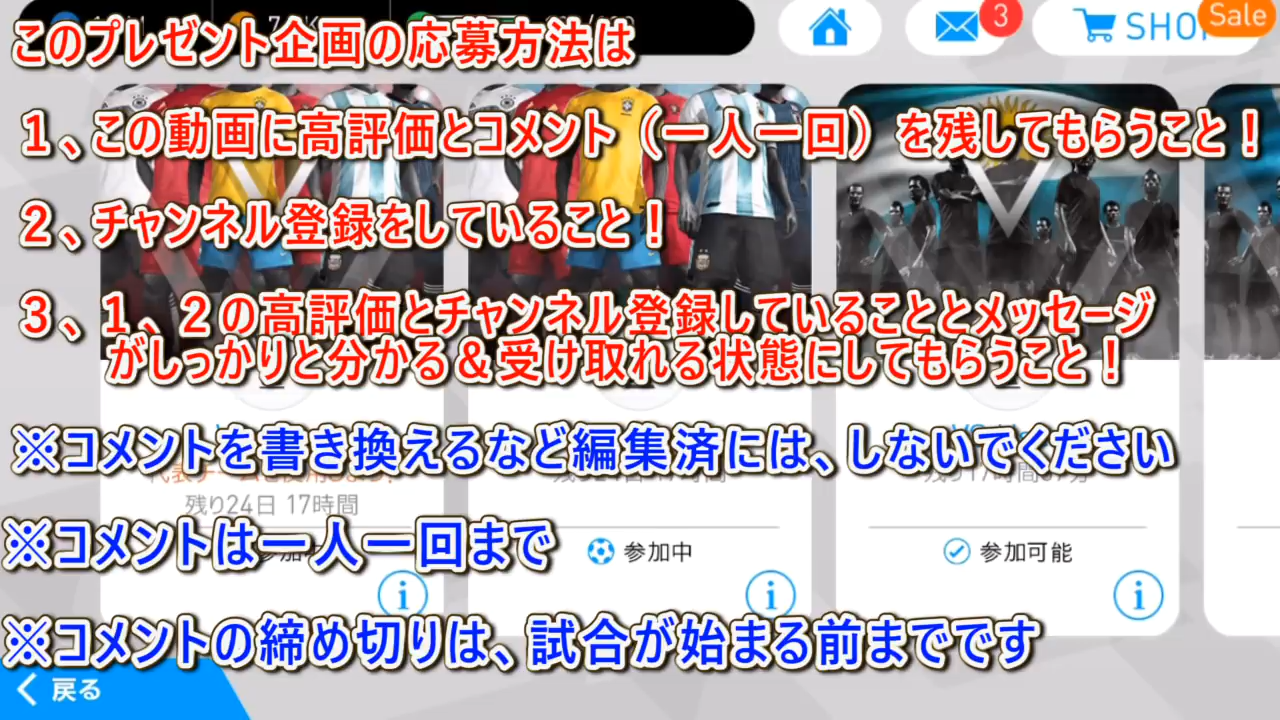 このプレゼント企画の応募方法は
3
SHO
Sale
1、この動画に高評価とコメント（一人一回）を残してもらうこと！
2、チャンネル登録をしていること！
3、1、2の高評価とチャンネル登録していることとメッセージ
がしっかりと分かる＆受け取れる状態にしてもらうこと！
※コメントを書き換えるなど編集済には、しないでください
残り24日 17時間
※コメントは一人一回まで
参加中
参加可能
※コメントの締め切りは、試合が始まる前までです
戻る